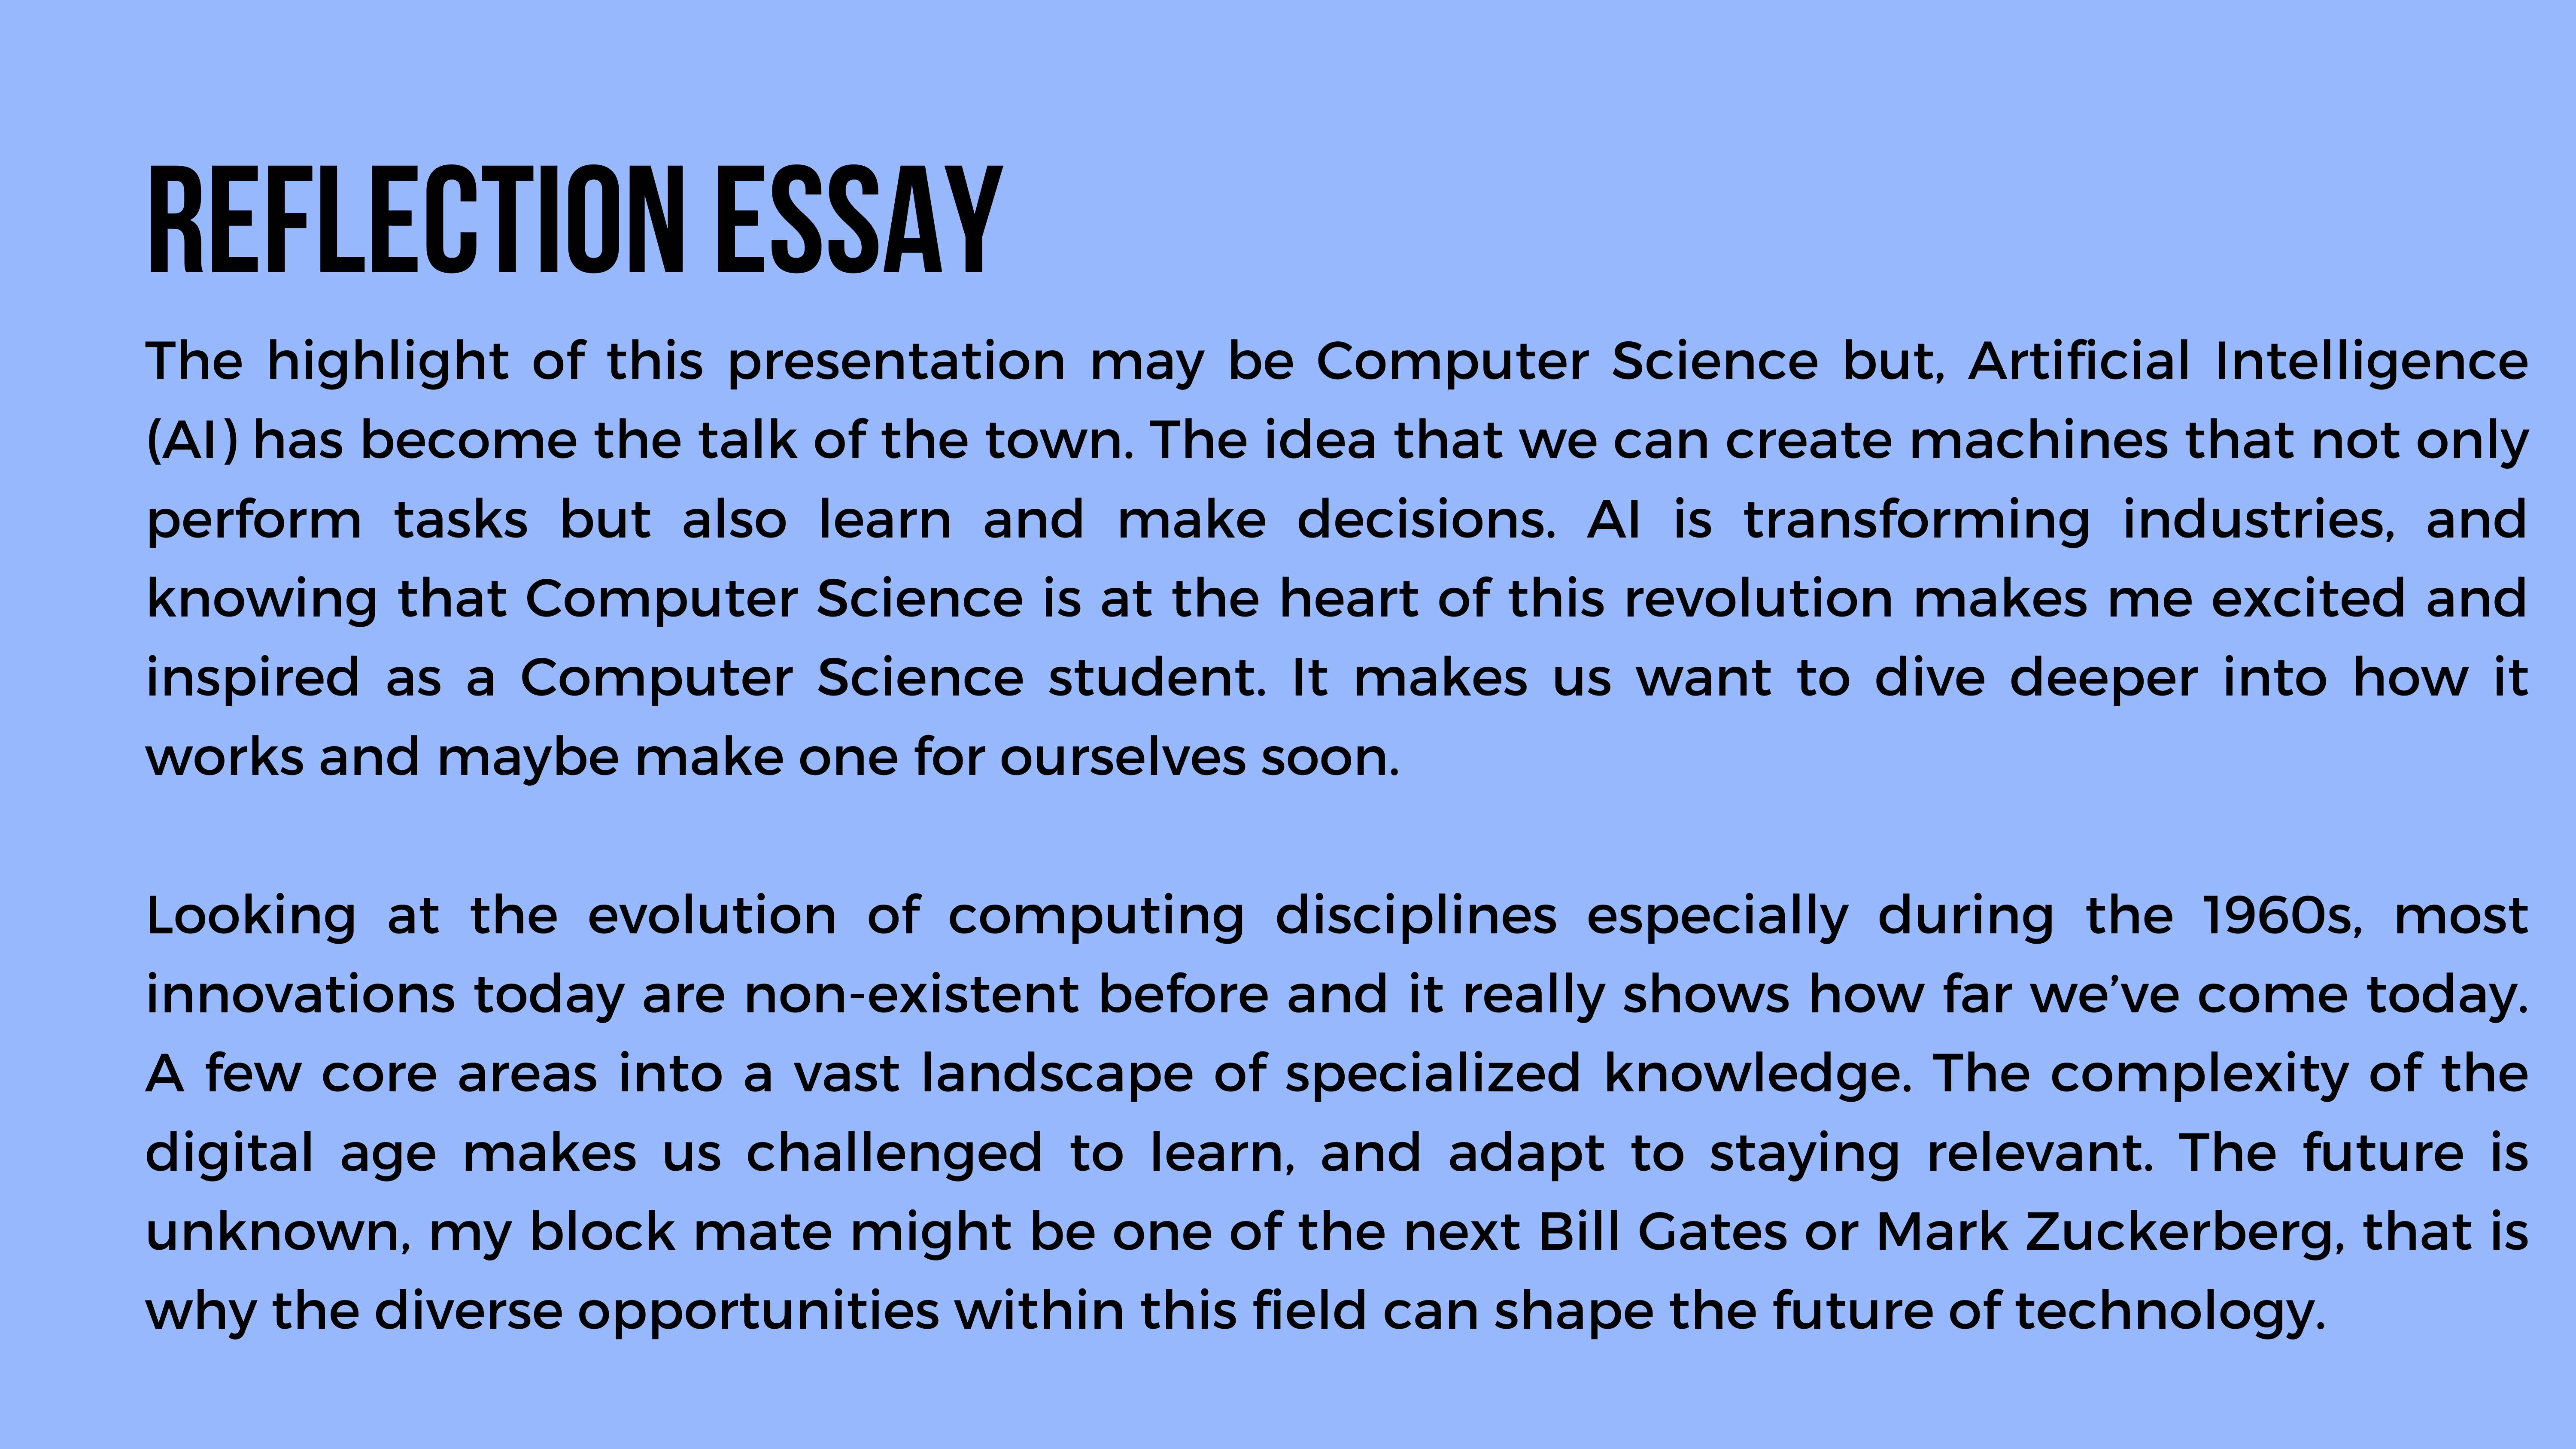 REFLECTION ESSAY
The highlight of this presentation may be Computer Science but, Artificial Intelligence
(AI) has become the talk of the town. The idea that we can create machines that not only
perform tasks but also learn and make decisions. AI is transforming industries, and
knowing that Computer Science is at the heart of this revolution makes me excited and
inspired as a Computer Science student. It makes us want to dive deeper into how it
works and maybe make one for ourselves soon.
Looking at the evolution of computing disciplines especially during the 1960s, most
innovations today are non-existent before and it really shows how far we’ve come today.
A few core areas into a vast landscape of specialized knowledge. The complexity of the
digital age makes us challenged to learn, and adapt to staying relevant. The future is
unknown, my block mate might be one of the next Bill Gates or Mark Zuckerberg, that is
why the diverse opportunities within this field can shape the future of technology.